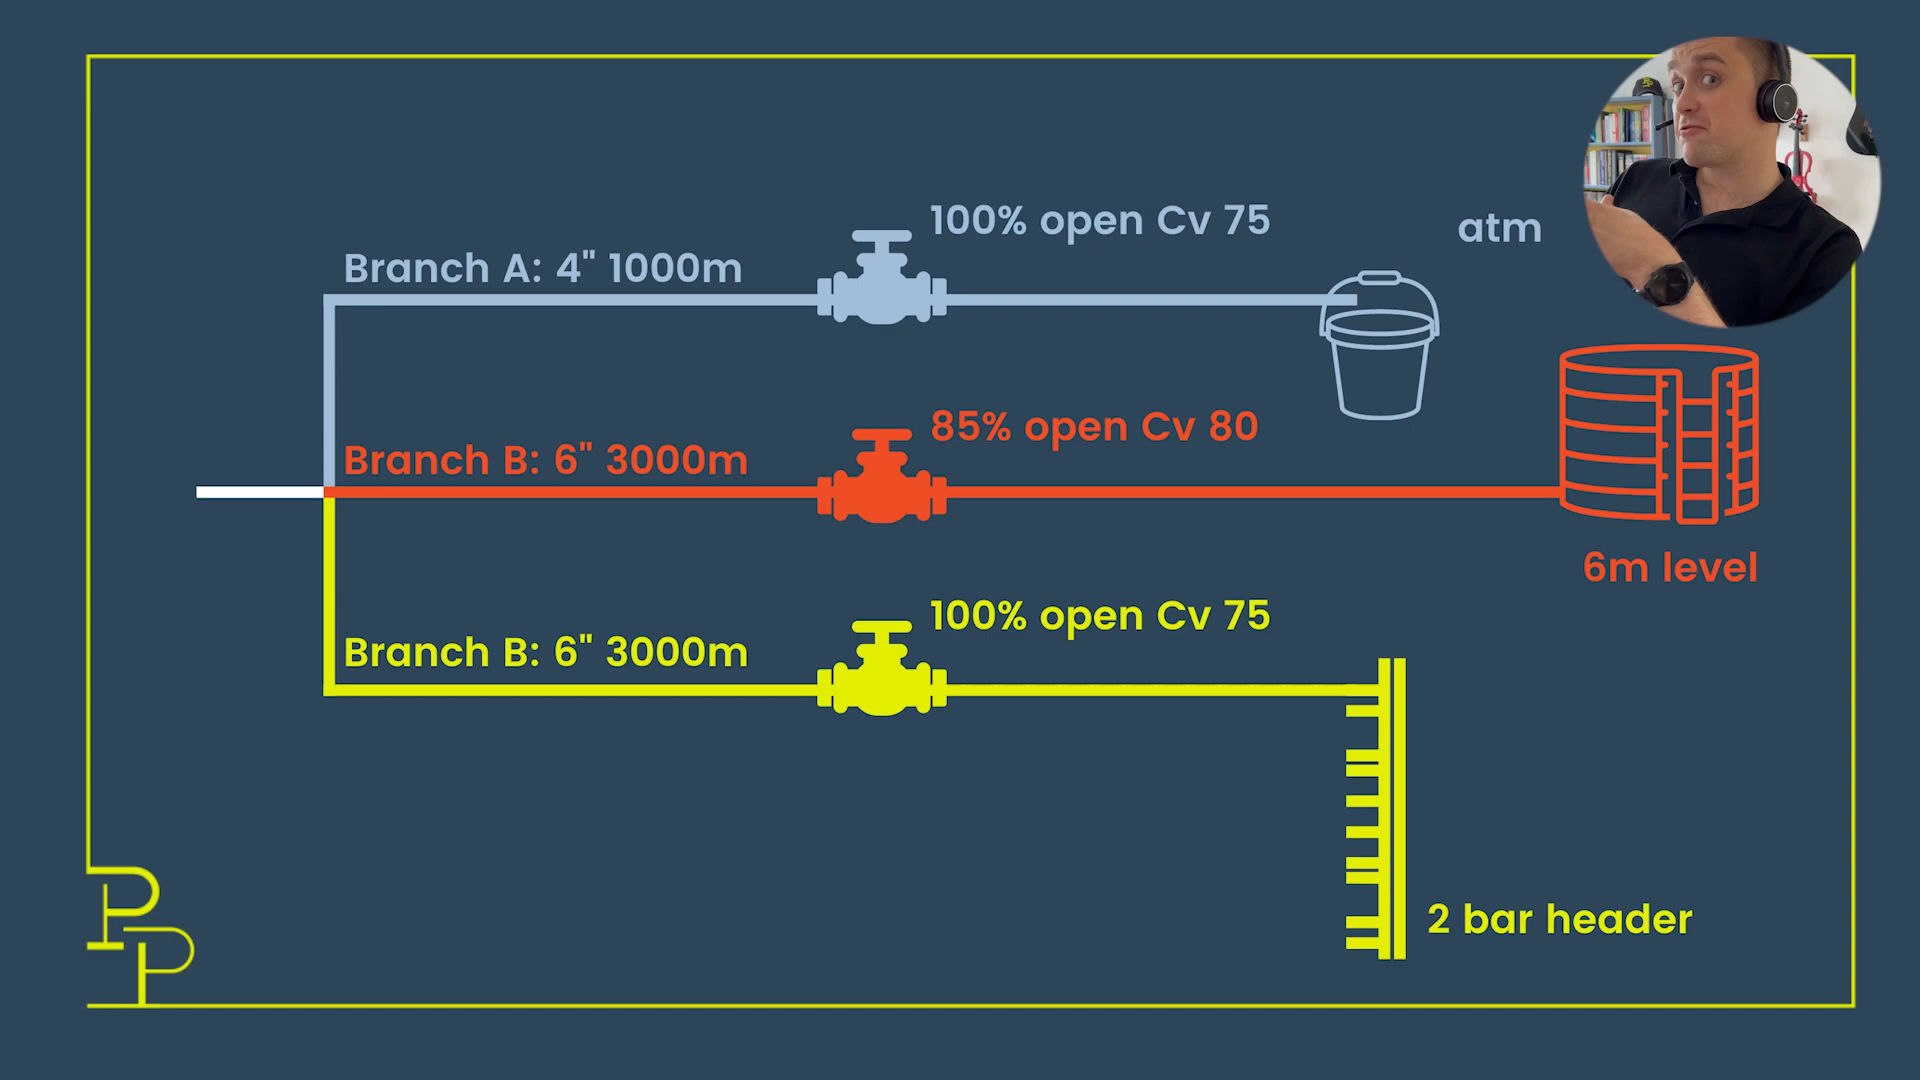 100% open Cv 75
atm
Branch A: 4" 1000m
85% open Cv 80
Branch B: 6" 3000m
6m level
100% open Cv 75
Branch B: 6" 3000m
2 bar header
PP